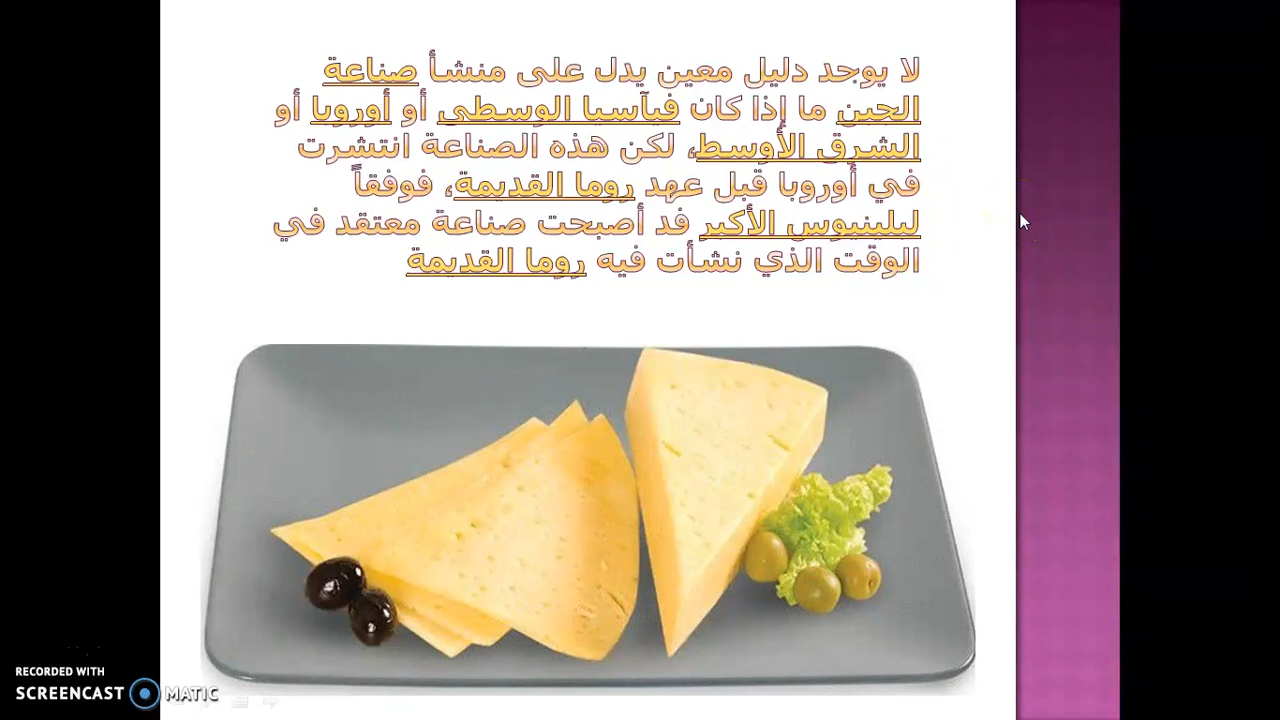 لا يوجد دليل معين يدل على منشأ صناعة
الجبن ما إذا كان فيآسيا الوسطى أو أوروبا أو
الشرق الأوسط، لكن هذه الصناعة انتشرت
في أوروبا قبل عهد روما القديمة، فوفقاً
لبلينيوس الأكبر فد أصبحت صناعة معتقد في
الوقت الذي نشأت فيه روما القديمة
RECORDED WITH
SCREENCAST MATIC